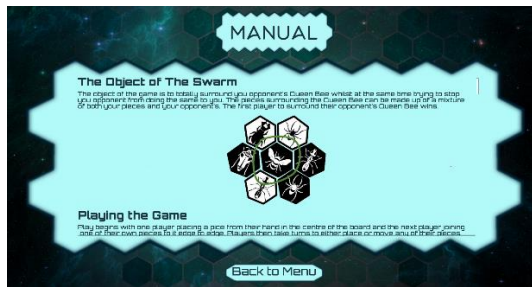 MANUAL
The Object of The Swarm
The object of the game is to totally surround you opponent's Queen Bee whilst at the same time trying to stop
you opponent from doing the same to you. The pieces surrounding the Queen Bee can be made up of a mixture
of both your pieces and your opponent's. The first player to surround their opponent's Queen Bee wins.
Playing the Game
Play begins with one player placing a pice from their hand in the centre of the board and the next player joining
one of their own pieces to it edge to edge. Players then take turns to either place or move any of their pieces.
Back to Menu